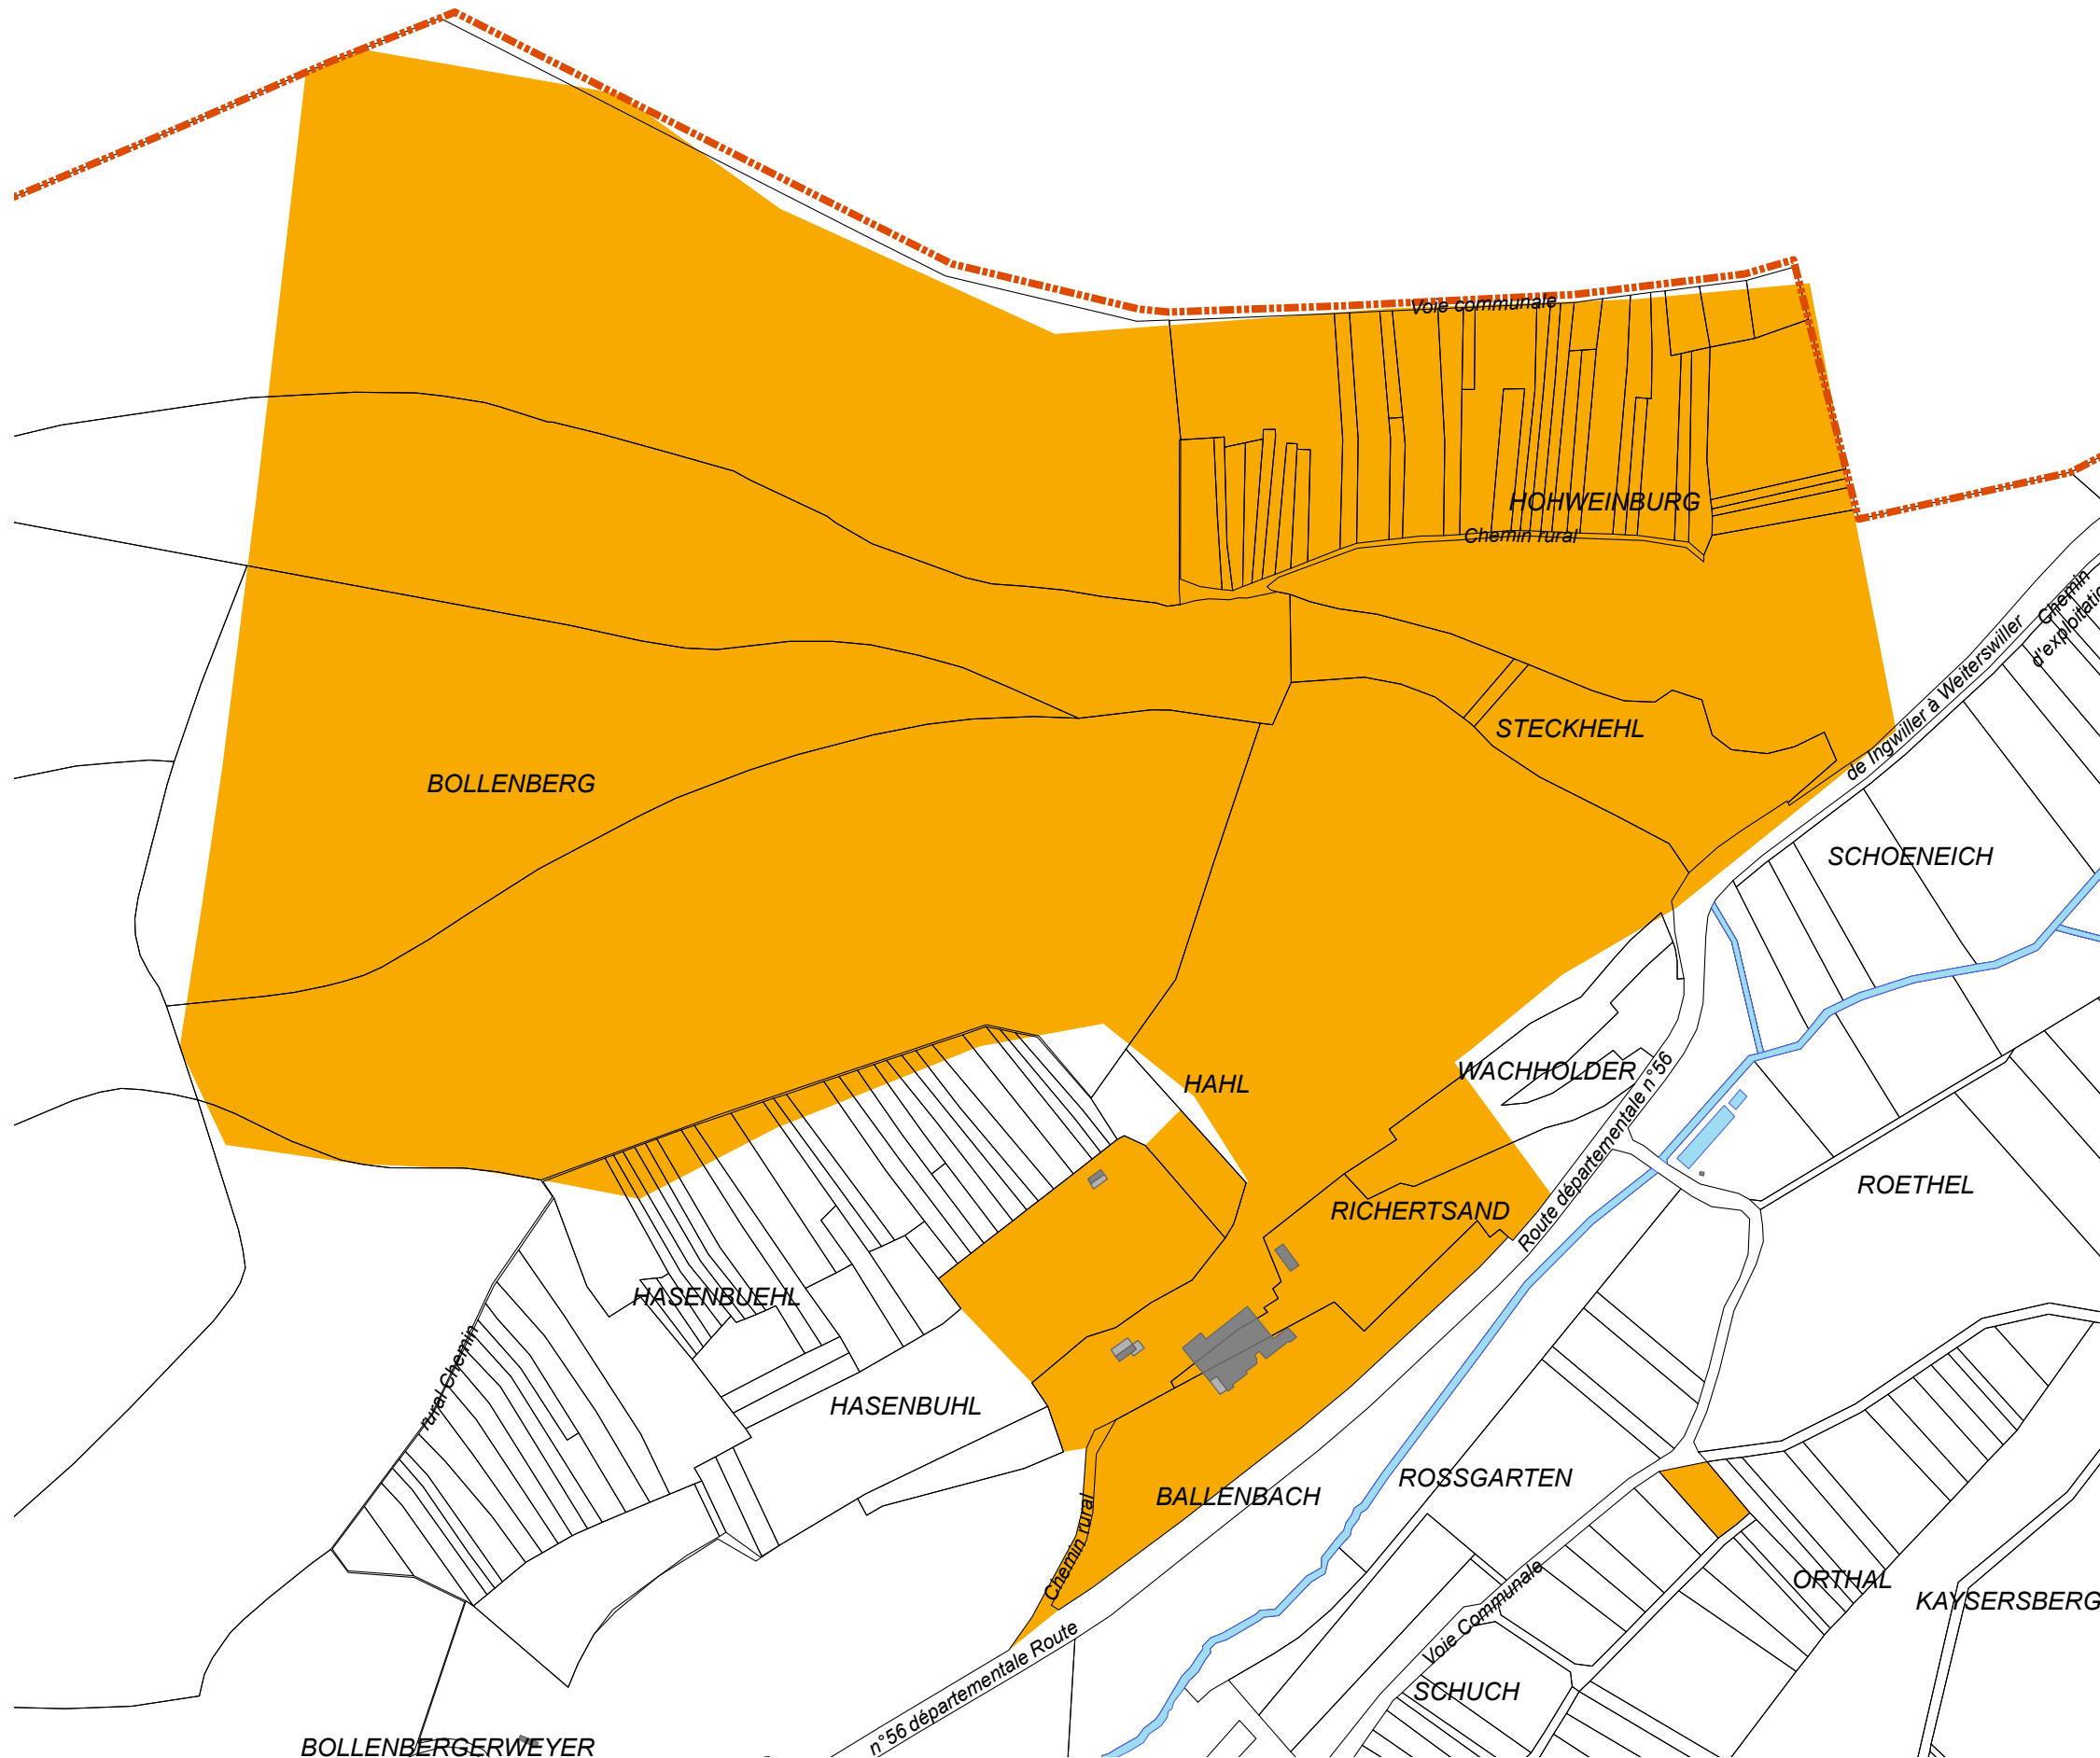 Voie communale
HOHWEINBURG
Chemin rural
Chemin
d'exploitatio
de Ingwiller à Weiterswiller
STECKHEHL
BOLLENBERG
SCHOENEICH
HAHL
WACHHOLDER
Route départementale n°56
ROETHEL
RICHERTSAND
HASENBUEHL
rural Chemin
HASENBUHL
ROSSGARTEN
BALLENBACH
Chemin rural
ORTHAL
KAYSERSBERG
Voie Communale
n°56 départementale Route
SCHUCH
BOLLENBERGERWEYER